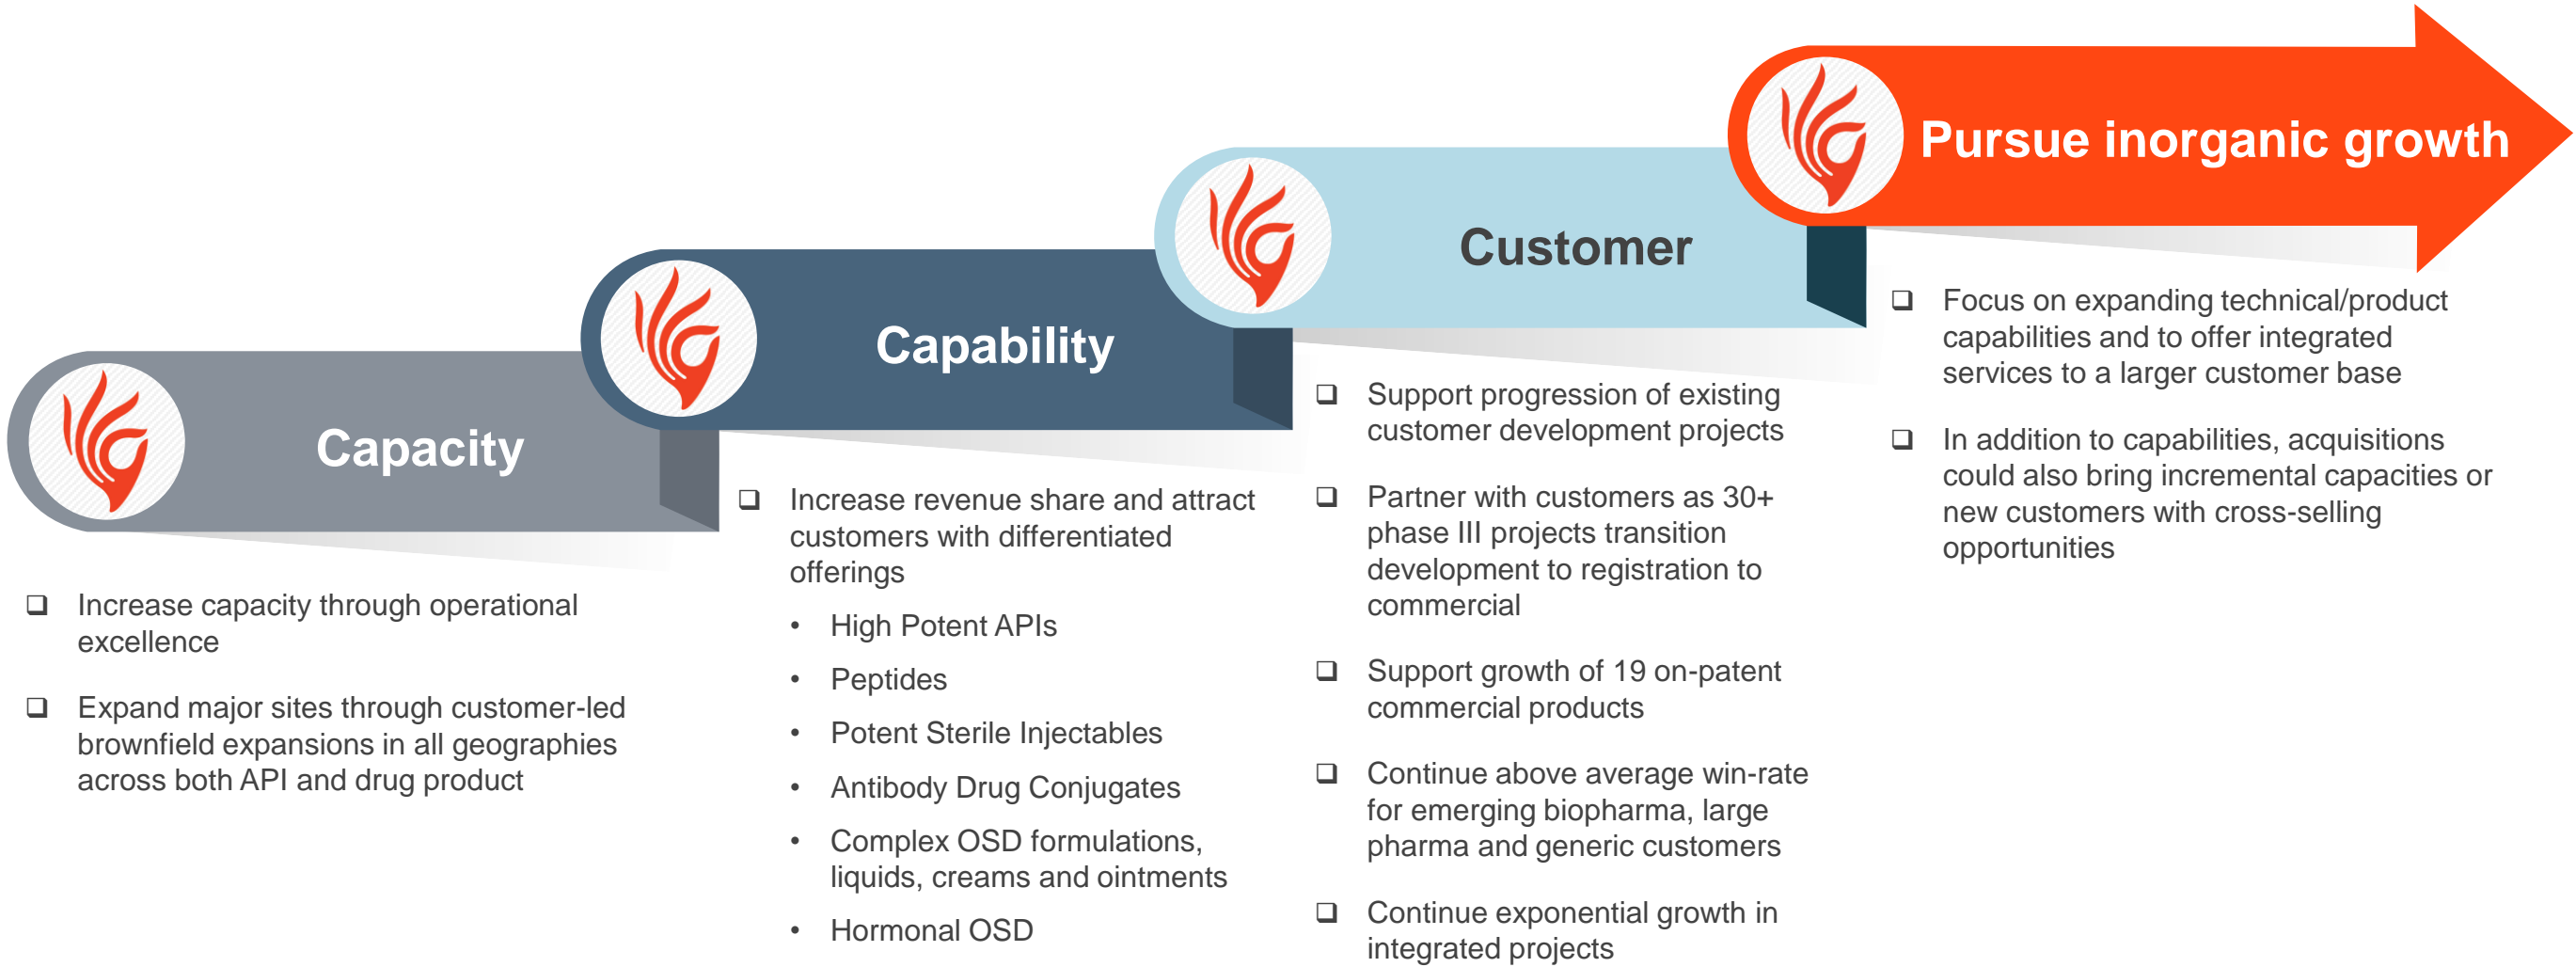 Capacity
❑ Increase capacity through operational
excellence
❑ Expand major sites through customer-led
brownfield expansions in all geographies
across both API and drug product
Capability
❑ Increase revenue share and attract
customers with differentiated
offerings
• High Potent APIs
• Peptides
• Potent Sterile Injectables
• Antibody Drug Conjugates
• Complex OSD formulations,
liquids, creams and ointments
• Hormonal OSD
Customer
❑ Support progression of existing
customer development projects
❑ Partner with customers as 30+
phase III projects transition
development to registration to
commercial
❑ Support growth of 19 on-patent
commercial products
❑ Continue above average win-rate
for emerging biopharma, large
pharma and generic customers
❑ Continue exponential growth in
integrated projects
Pursue inorganic growth
❑ Focus on expanding technical/product
capabilities and to offer integrated
services to a larger customer base
❑ In addition to capabilities, acquisitions
could also bring incremental capacities or
new customers with cross-selling
opportunities